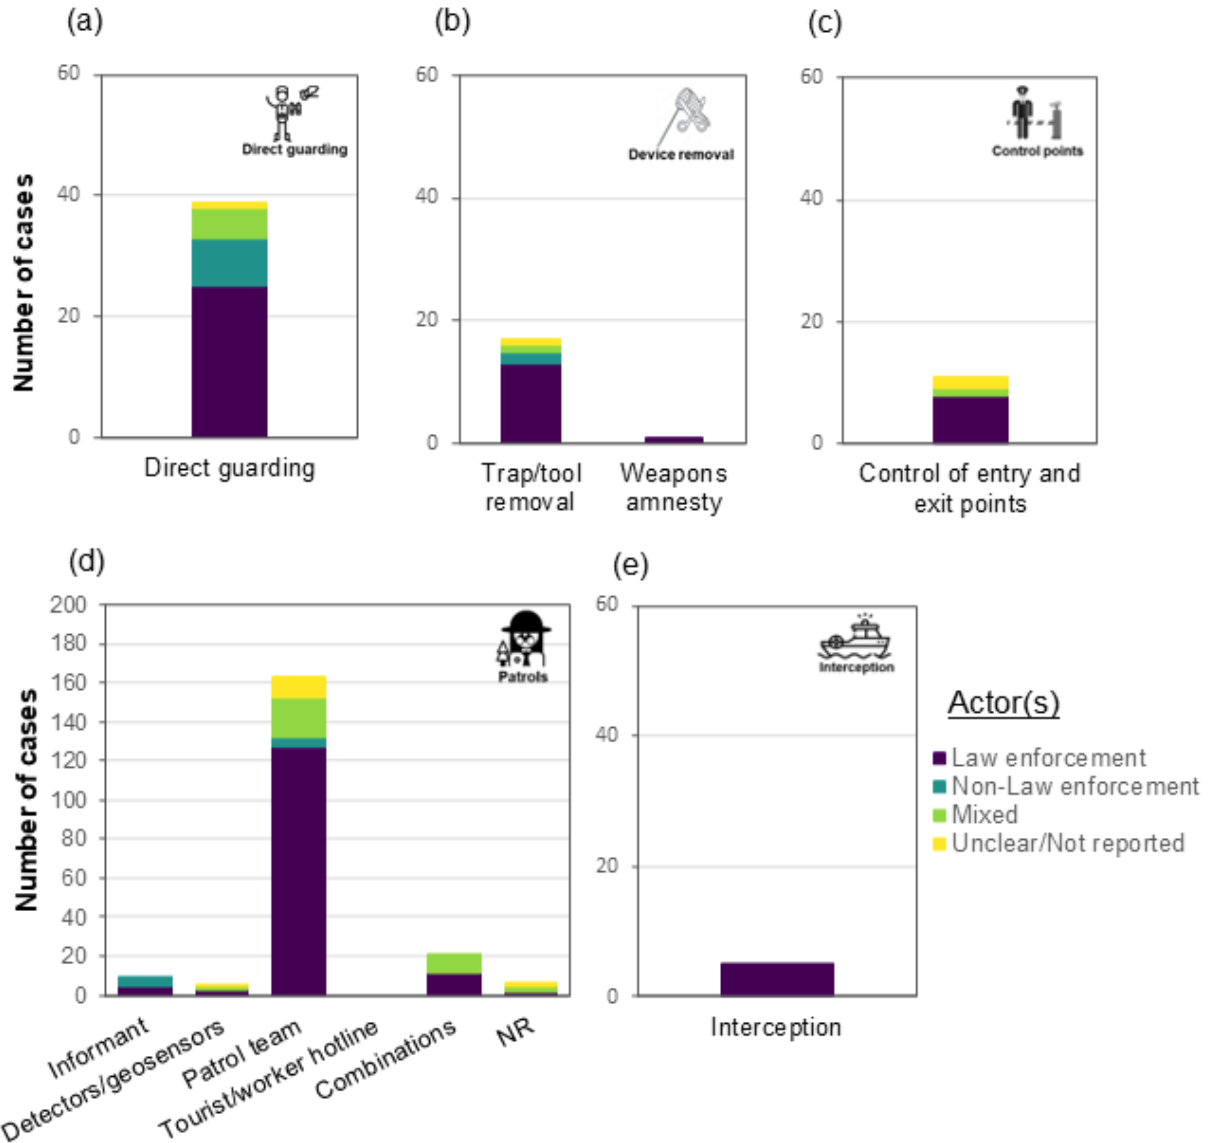 (a)
(b)
(c)
Number of cases
60
40
20
0
Direct guarding
Direct guarding
60
40
20
0
Device removal
Trap/tool
removal
Weapons
amnesty
60
40
20
0
Control points
Control of entry and
exit points
(d)
(e)
Number of cases
200
180
160
140
120
100
80
60
40
20
0
Patrols
Informant
Detectors/geosensors
Patrol team
Tourist/worker hotline
Combinations
NR
60
40
20
0
Interception
Interception
Actor(s)
Law enforcement
Non-Law enforcement
Mixed
Unclear/Not reported